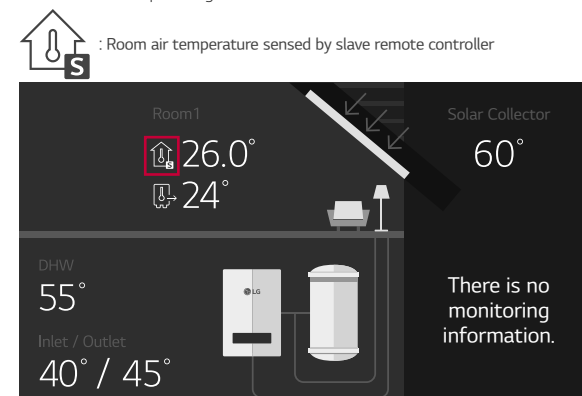 S
: Room air temperature sensed by slave remote controller
Room1
S
26.0°
24°
Solar Collector
60°
DHW
55°
Inlet / Outlet
40° / 45°
LG
There is no
monitoring
information.